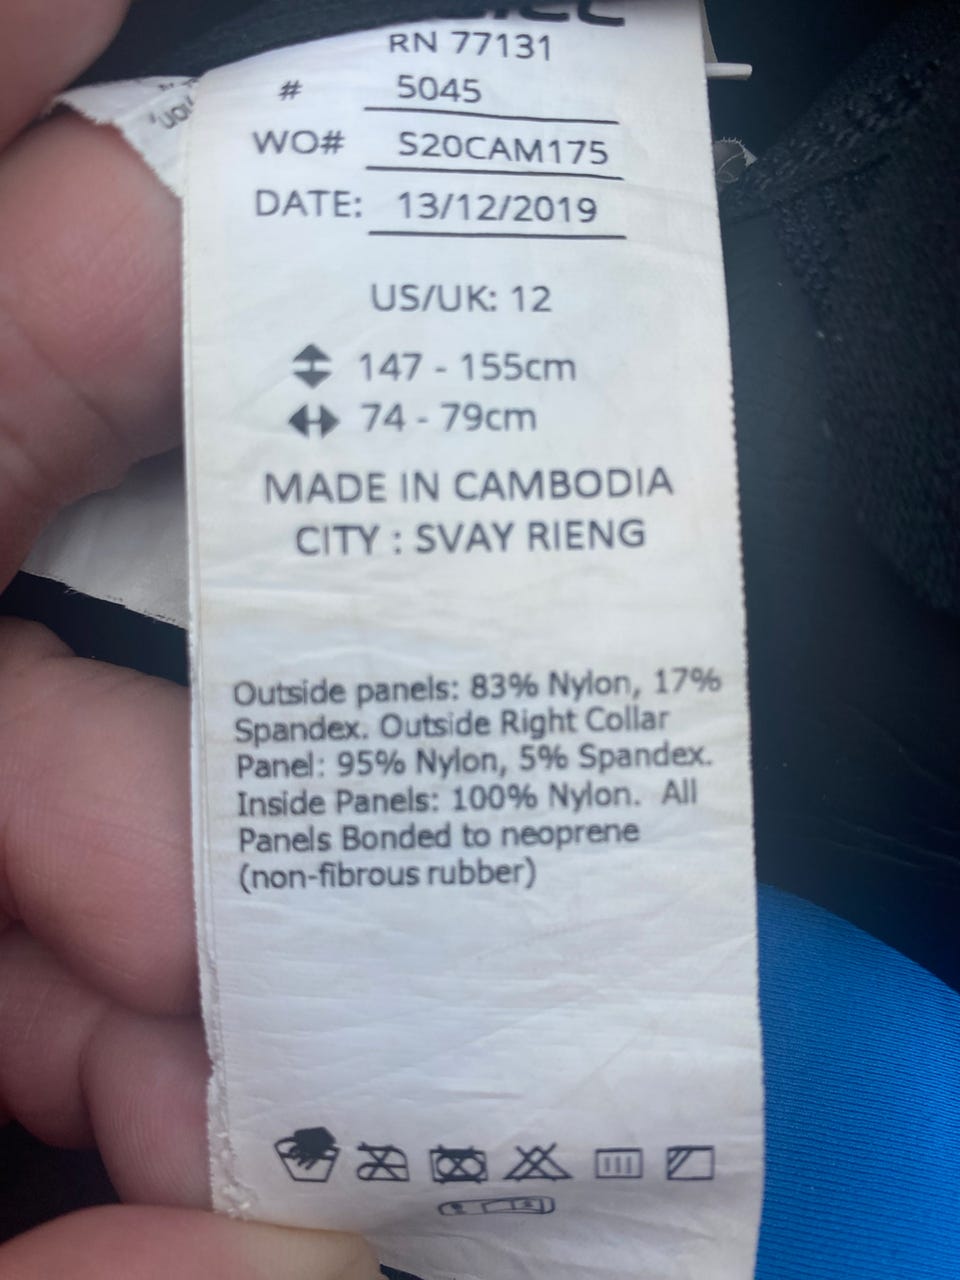 RN 77131
# 5045
WO# S20CAM175
DATE: 13/12/2019
US/UK: 12
147 - 155cm
74 - 79cm
MADE IN CAMBODIA
CITY : SVAY RIENG
Outside panels: 83% Nylon, 17%
Spandex. Outside Right Collar
Panel: 95% Nylon, 5% Spandex.
Inside Panels: 100% Nylon. All
Panels Bonded to neoprene
(non-fibrous rubber)